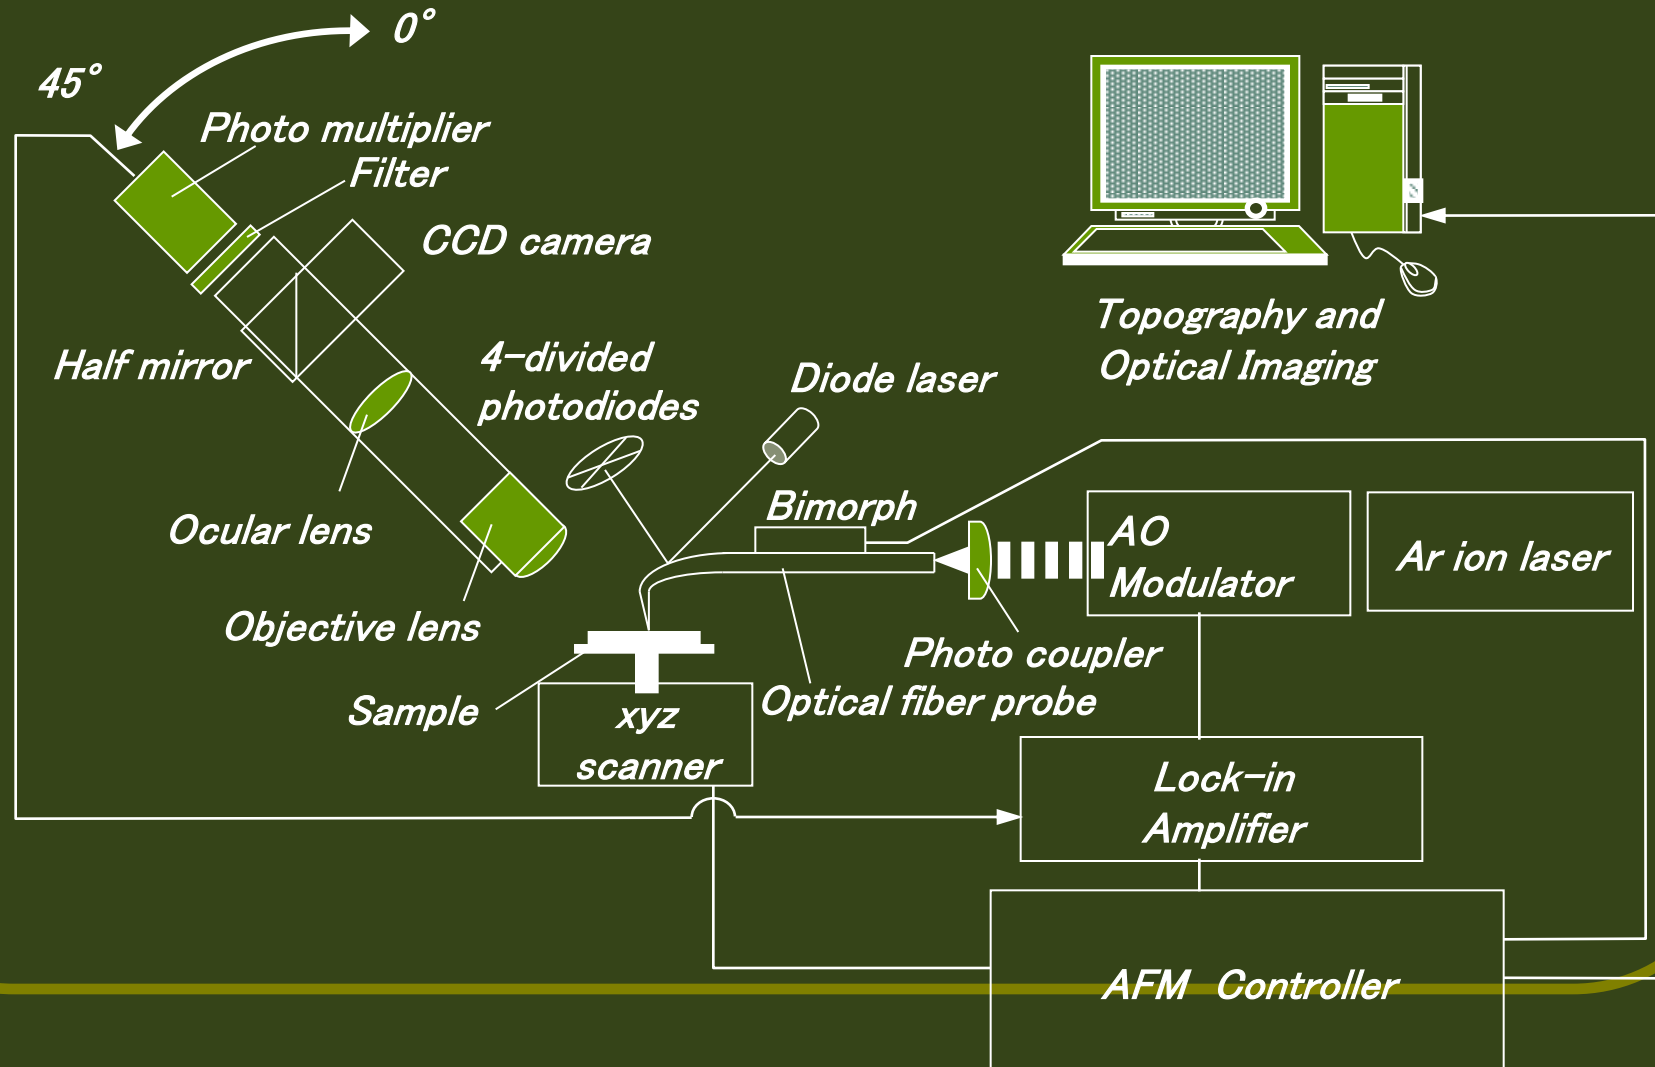 0°
45°
Photo multiplier
Filter
CCD camera
Half mirror
4-divided
photodiodes
Diode laser
Topography and
Optical Imaging
Ocular lens
Bimorph
AO
Modulator
Ar ion laser
Objective lens
Photo coupler
Optical fiber probe
Sample
xyz
scanner
Lock-in
Amplifier
AFM Controller